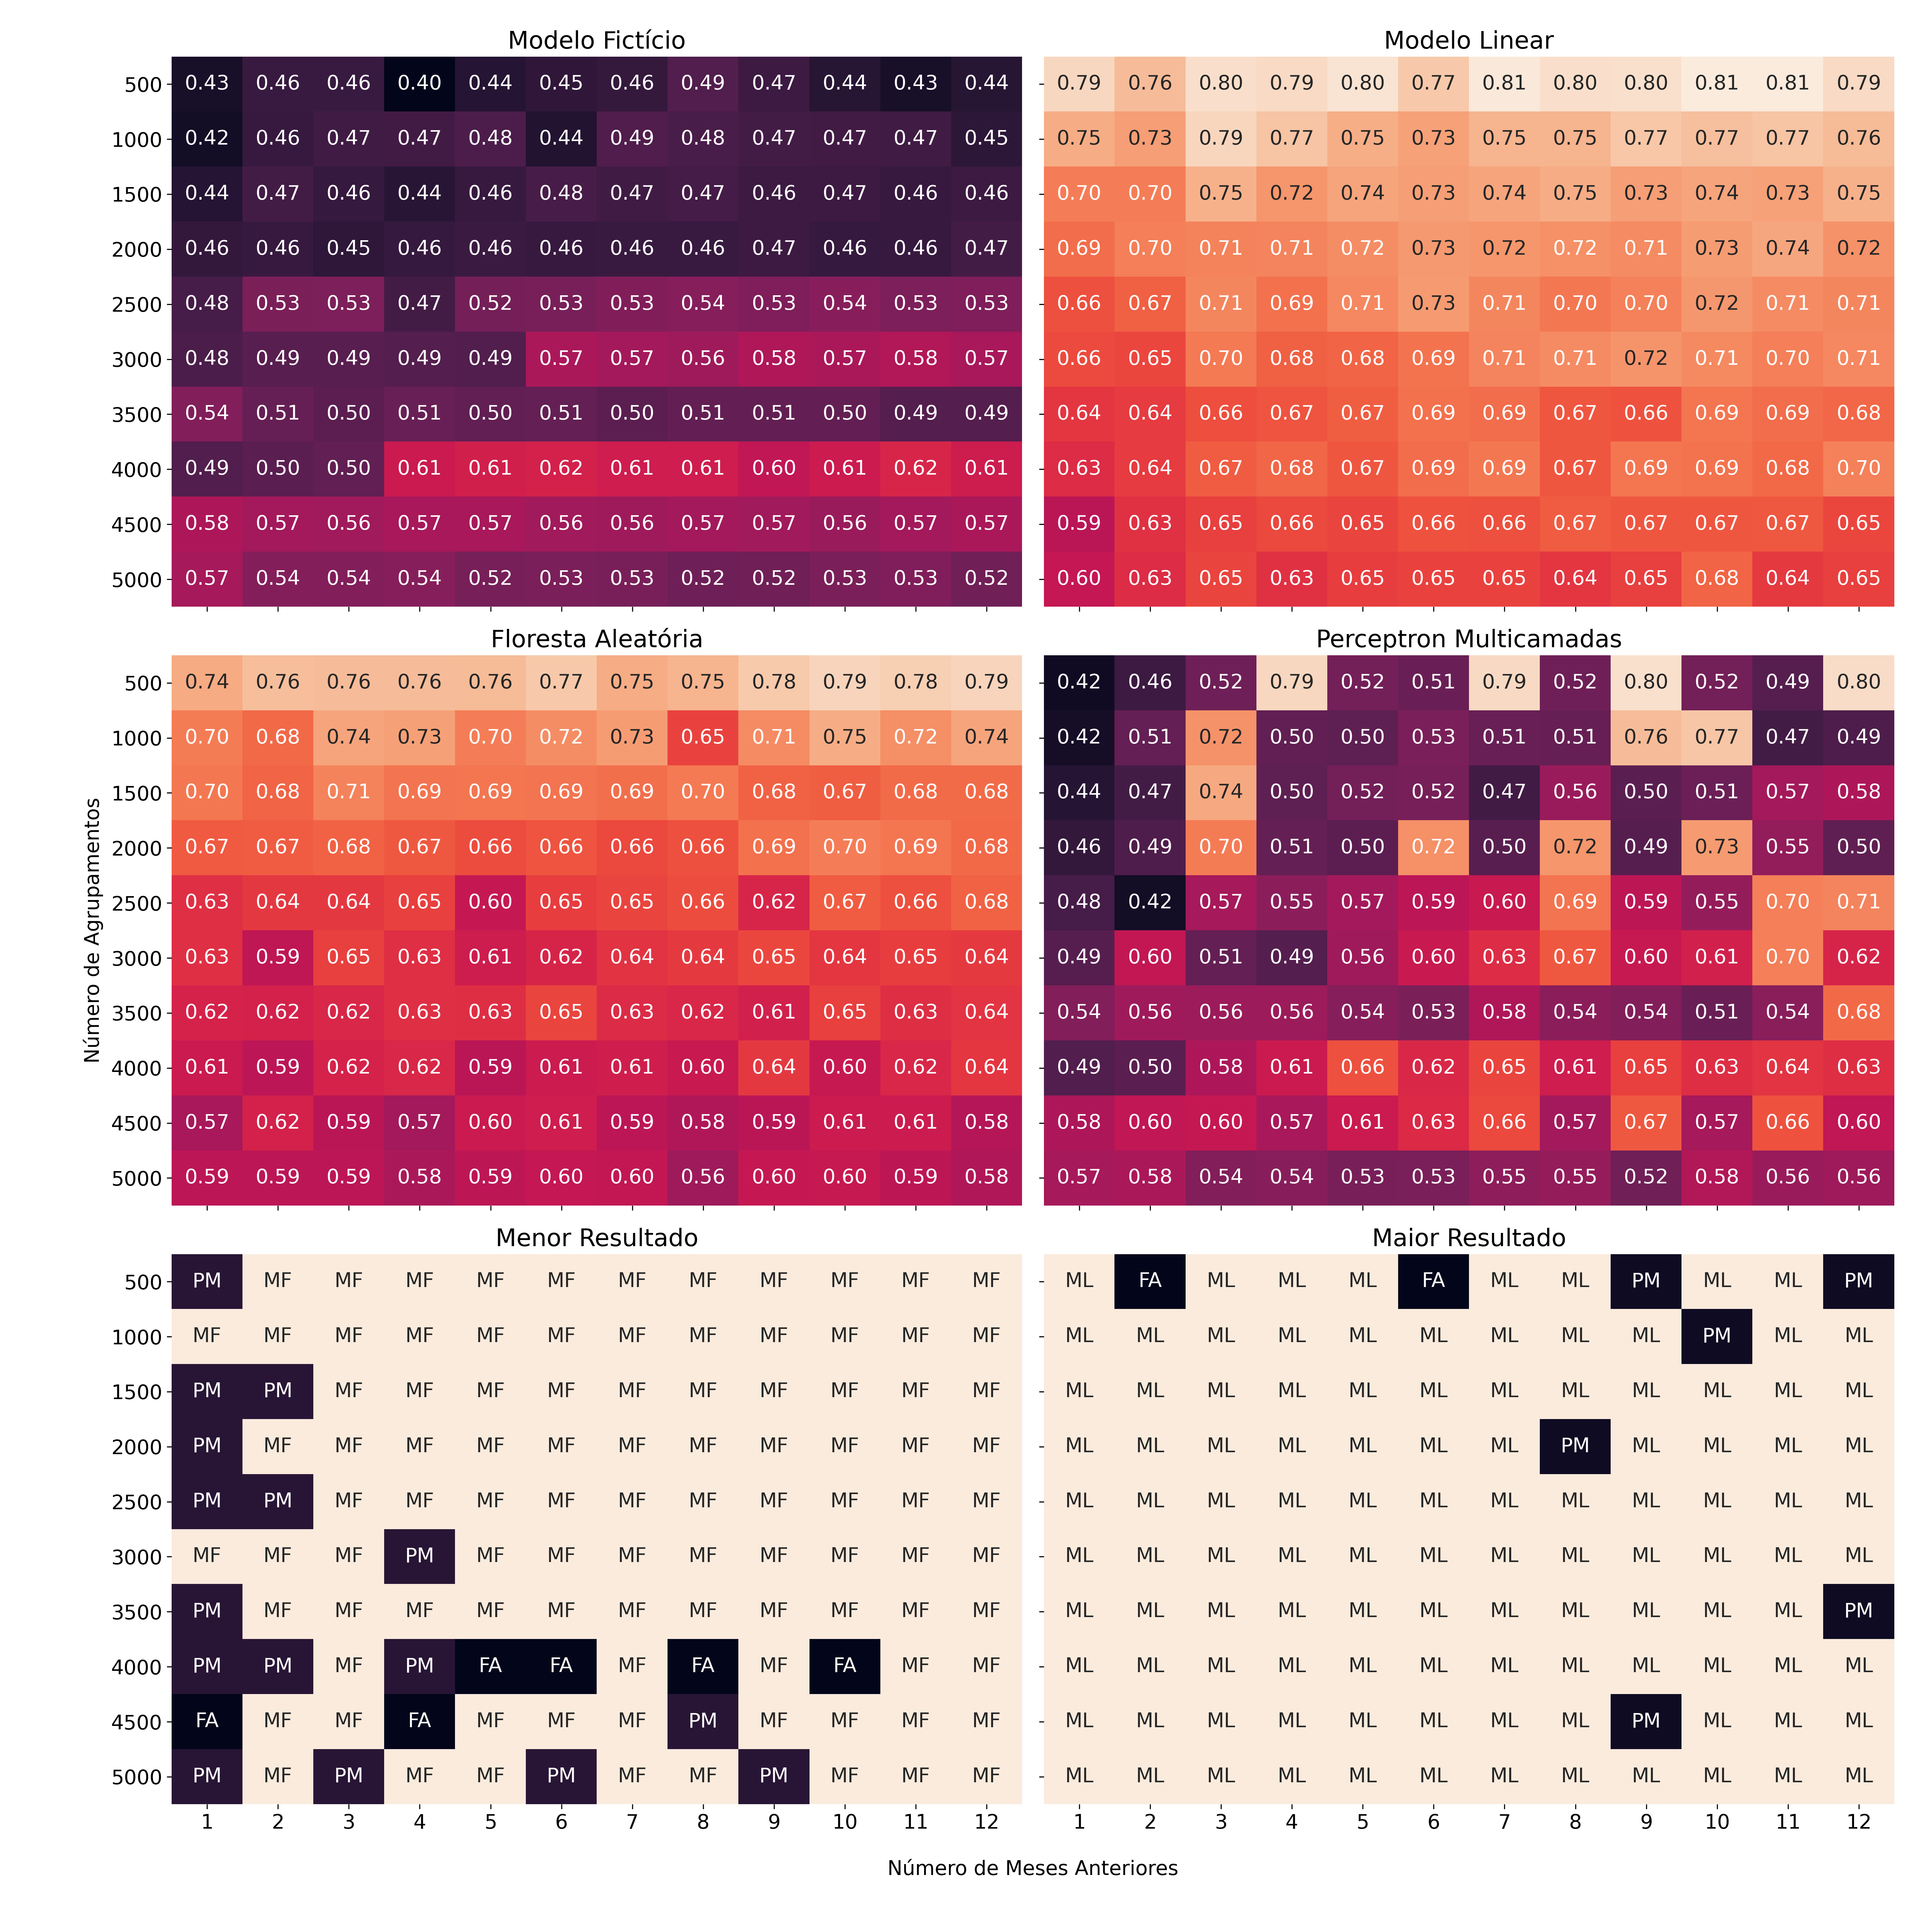 Modelo Fictício
500 0.43 0.46 0.46 0.40 0.44 0.45 0.46 0.49 0.47 0.44 0.43 0.44
1000 0.42 0.46 0.47 0.47 0.48 0.44 0.49 0.48 0.47 0.47 0.47 0.45
1500 0.44 0.47 0.46 0.44 0.46 0.48 0.47 0.47 0.46 0.47 0.46 0.46
2000 0.46 0.46 0.45 0.46 0.46 0.46 0.46 0.46 0.47 0.46 0.46 0.47
2500 0.48 0.53 0.53 0.47 0.52 0.53 0.53 0.54 0.53 0.54 0.53 0.53
3000 0.48 0.49 0.49 0.49 0.49 0.57 0.57 0.56 0.58 0.57 0.58 0.57
3500 0.54 0.51 0.50 0.51 0.50 0.51 0.50 0.51 0.51 0.50 0.49 0.49
4000 0.49 0.50 0.50 0.61 0.61 0.62 0.61 0.61 0.60 0.61 0.62 0.61
4500 0.58 0.57 0.56 0.57 0.57 0.56 0.56 0.57 0.57 0.56 0.57 0.57
5000 0.57 0.54 0.54 0.54 0.52 0.53 0.53 0.52 0.52 0.53 0.53 0.52
Modelo Linear
0.79 0.76 0.80 0.79 0.80 0.77 0.81 0.80 0.80 0.81 0.81 0.79
0.75 0.73 0.79 0.77 0.75 0.73 0.75 0.75 0.77 0.77 0.77 0.76
0.70 0.70 0.75 0.72 0.74 0.73 0.74 0.75 0.73 0.74 0.73 0.75
0.69 0.70 0.71 0.71 0.72 0.73 0.72 0.72 0.71 0.73 0.74 0.72
0.66 0.67 0.71 0.69 0.71 0.73 0.71 0.70 0.70 0.72 0.71 0.71
0.66 0.65 0.70 0.68 0.68 0.69 0.71 0.71 0.72 0.71 0.70 0.71
0.64 0.64 0.66 0.67 0.67 0.69 0.69 0.67 0.66 0.69 0.69 0.68
0.63 0.64 0.67 0.68 0.67 0.69 0.69 0.67 0.69 0.69 0.68 0.70
0.59 0.63 0.65 0.66 0.65 0.66 0.66 0.67 0.67 0.67 0.67 0.65
0.60 0.63 0.65 0.63 0.65 0.65 0.65 0.64 0.65 0.68 0.64 0.65
Número de Agrupamentos
Floresta Aleatória
500 0.74 0.76 0.76 0.76 0.76 0.77 0.75 0.75 0.78 0.79 0.78 0.79
1000 0.70 0.68 0.74 0.73 0.70 0.72 0.73 0.65 0.71 0.75 0.72 0.74
1500 0.70 0.68 0.71 0.69 0.69 0.69 0.69 0.70 0.68 0.67 0.68 0.68
2000 0.67 0.67 0.68 0.67 0.66 0.66 0.66 0.66 0.69 0.70 0.69 0.68
2500 0.63 0.64 0.64 0.65 0.60 0.65 0.65 0.66 0.62 0.67 0.66 0.68
3000 0.63 0.59 0.65 0.63 0.61 0.62 0.64 0.64 0.65 0.64 0.65 0.64
3500 0.62 0.62 0.62 0.63 0.63 0.65 0.63 0.62 0.61 0.65 0.63 0.64
4000 0.61 0.59 0.62 0.62 0.59 0.61 0.61 0.60 0.64 0.60 0.62 0.64
4500 0.57 0.62 0.59 0.57 0.60 0.61 0.59 0.58 0.59 0.61 0.61 0.58
5000 0.59 0.59 0.59 0.58 0.59 0.60 0.60 0.56 0.60 0.60 0.59 0.58
Perceptron Multicamadas
0.42 0.46 0.52 0.79 0.52 0.51 0.79 0.52 0.80 0.52 0.49 0.80
0.42 0.51 0.72 0.50 0.50 0.53 0.51 0.51 0.76 0.77 0.47 0.49
0.44 0.47 0.74 0.50 0.52 0.52 0.47 0.56 0.50 0.51 0.57 0.58
0.46 0.49 0.70 0.51 0.50 0.72 0.50 0.72 0.49 0.73 0.55 0.50
0.48 0.42 0.57 0.55 0.57 0.59 0.60 0.69 0.59 0.55 0.70 0.71
0.49 0.60 0.51 0.49 0.56 0.60 0.63 0.67 0.60 0.61 0.70 0.62
0.54 0.56 0.56 0.56 0.54 0.53 0.58 0.54 0.54 0.51 0.54 0.68
0.49 0.50 0.58 0.61 0.66 0.62 0.65 0.61 0.65 0.63 0.64 0.63
0.58 0.60 0.60 0.57 0.61 0.63 0.66 0.57 0.67 0.57 0.66 0.60
0.57 0.58 0.54 0.54 0.53 0.53 0.55 0.55 0.52 0.58 0.56 0.56
Menor Resultado
500 PM MF MF MF MF MF MF MF MF MF MF MF
1000 MF MF MF MF MF MF MF MF MF MF MF MF
1500 PM PM MF MF MF MF MF MF MF MF MF MF
2000 PM MF MF MF MF MF MF MF MF MF MF MF
2500 PM PM MF MF MF MF MF MF MF MF MF MF
3000 MF MF MF PM MF MF MF MF MF MF MF MF
3500 PM MF MF MF MF MF MF MF MF MF MF MF
4000 PM PM MF PM FA FA MF FA MF FA MF MF
4500 FA MF MF FA MF MF MF PM MF MF MF MF
5000 PM MF PM MF MF PM MF MF PM MF MF MF
1 2 3 4 5 6 7 8 9 10 11 12
Maior Resultado
ML FA ML ML ML FA ML ML PM ML ML PM
ML ML ML ML ML ML ML ML ML PM ML ML
ML ML ML ML ML ML ML ML ML ML ML ML
ML ML ML ML ML ML ML PM ML ML ML ML
ML ML ML ML ML ML ML ML ML ML ML ML
ML ML ML ML ML ML ML ML ML ML ML ML
ML ML ML ML ML ML ML ML ML ML ML PM
ML ML ML ML ML ML ML ML ML ML ML ML
ML ML ML ML ML ML ML ML PM ML ML ML
ML ML ML ML ML ML ML ML ML ML ML ML
1 2 3 4 5 6 7 8 9 10 11 12
Número de Meses Anteriores